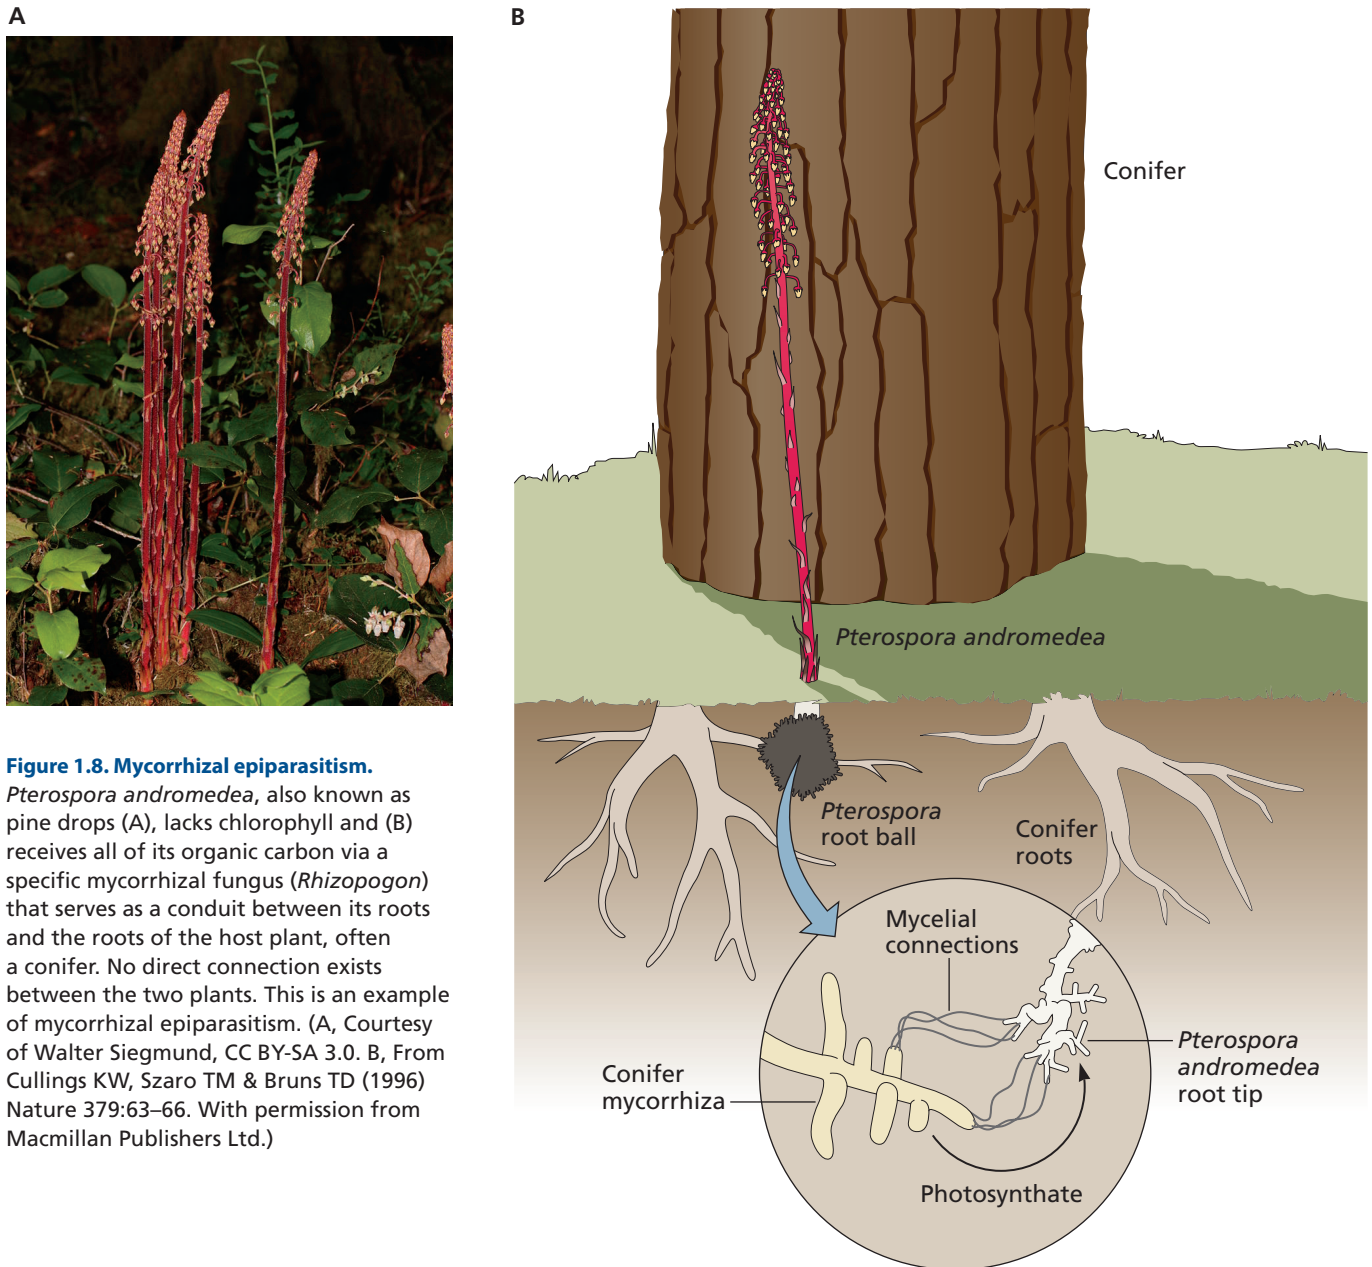 A
B
Conifer
Pterospora andromedea
Pterospora
root ball
Conifer
roots
Mycelial
connections
Conifer
mycorrhiza
Pterospora
andromedea
root tip
Photosynthate
Figure 1.8. Mycorrhizal epiparasitism.
Pterospora andromedea, also known as
pine drops (A), lacks chlorophyll and (B)
receives all of its organic carbon via a
specific mycorrhizal fungus (Rhizopogon)
that serves as a conduit between its roots
and the roots of the host plant, often
a conifer. No direct connection exists
between the two plants. This is an example
of mycorrhizal epiparasitism. (A, Courtesy
of Walter Siegmund, CC BY-SA 3.0. B, From
Cullings KW, Szaro TM & Bruns TD (1996)
Nature 379:63–66. With permission from
Macmillan Publishers Ltd.)